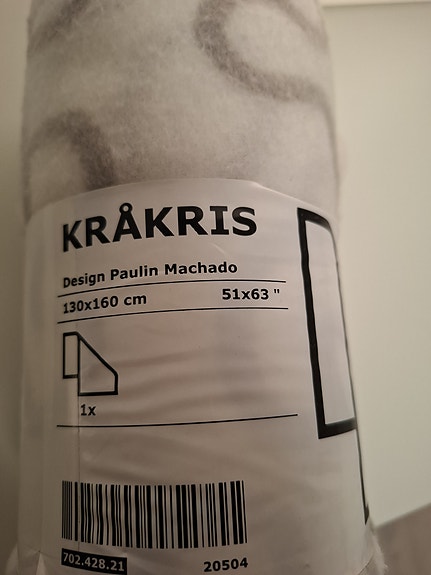 KRÅKRIS
Design Paulin Machado
130x160 cm 51x63 "
1x
702.428.21 20504